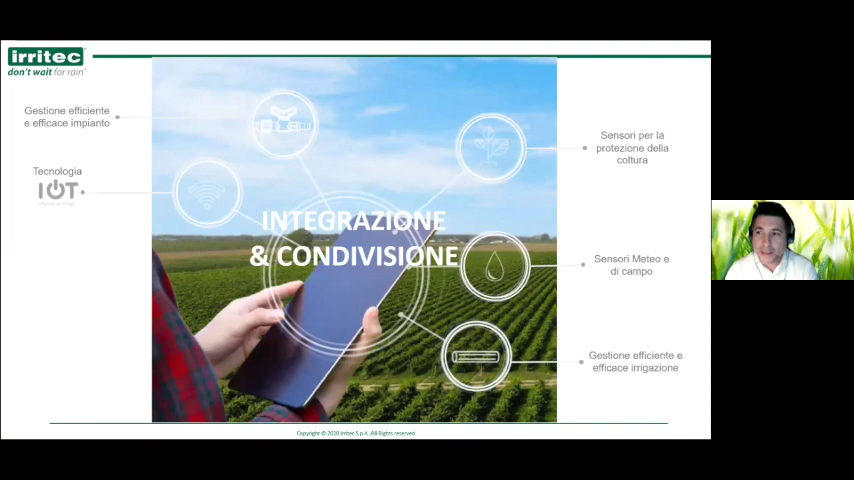 irritec
don't wait for rain
Gestione efficiente
e efficace impianto
Tecnologia
IOT
INTEGRAZIONE
& CONDIVISIONE
Sensori per la
protezione della
coltura
Sensori Meteo e
di campo
Gestione efficiente e
efficace irrigazione
Copyright © 2020 Irritec S.p.A. All Rights reserved